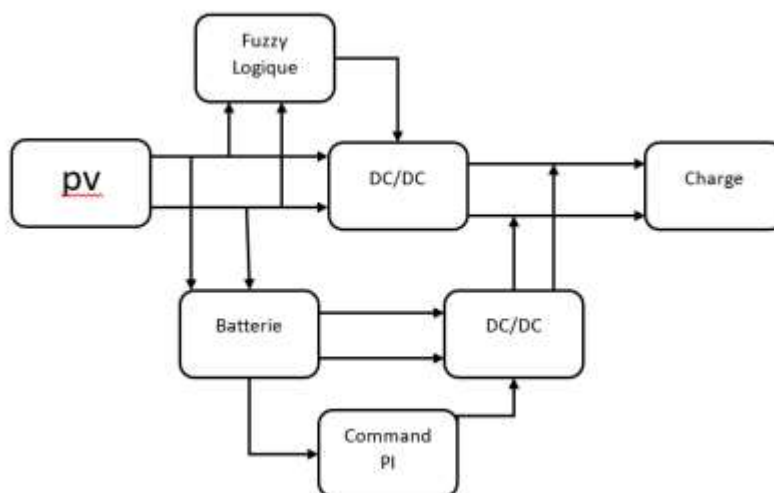 Fuzzy
Logique
pv
DC/DC
Charge
Batterie
DC/DC
Command
PI